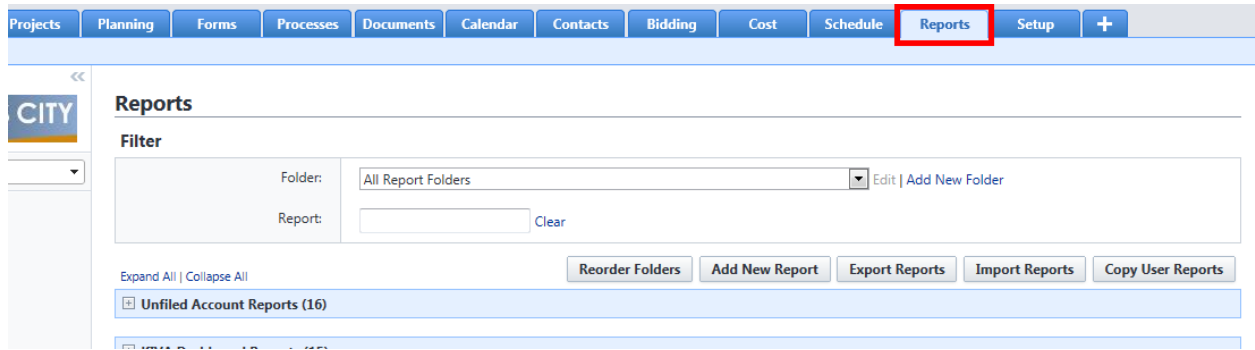 Projects Planning Forms Processes Documents Calendar Contacts Bidding Cost Schedule Reports Setup +
CITY
Reports
Filter
Folder: All Report Folders Edit | Add New Folder
Report: Clear
Expand All | Collapse All Reorder Folders Add New Report Export Reports Import Reports Copy User Reports
Unfiled Account Reports (16)